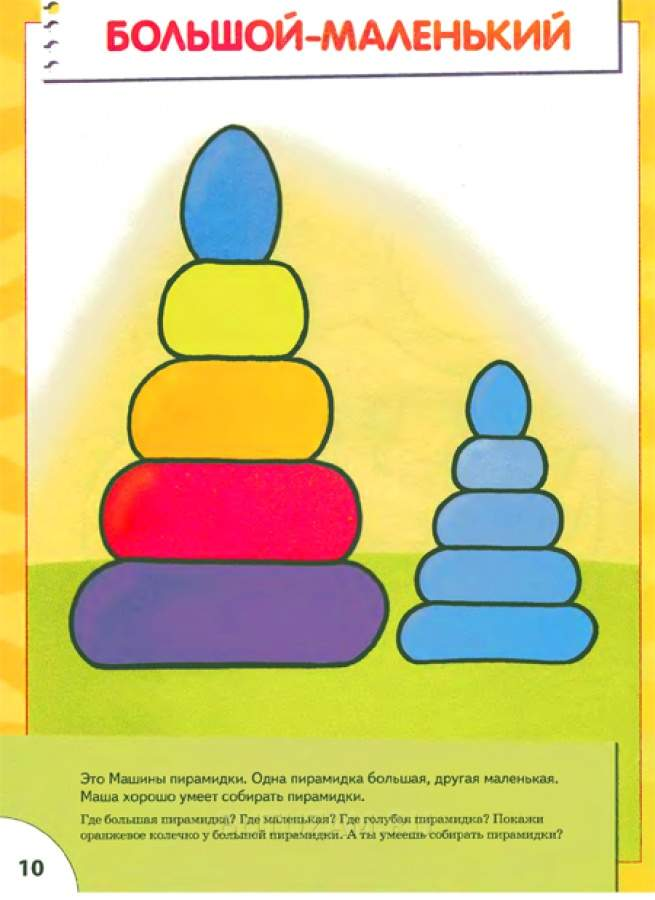 БОЛЬШОЙ-МАЛЕНЬКИЙ
Это Машины пирамидки. Одна пирамидка большая, другая маленькая.
Маша хорошо умеет собирать пирамидки.
Где большая пирамидка? Где маленькая? Где голубая пирамидка? Покажи
оранжевое колечко у большой пирамидки. А ты умеешь собирать пирамидки?
10